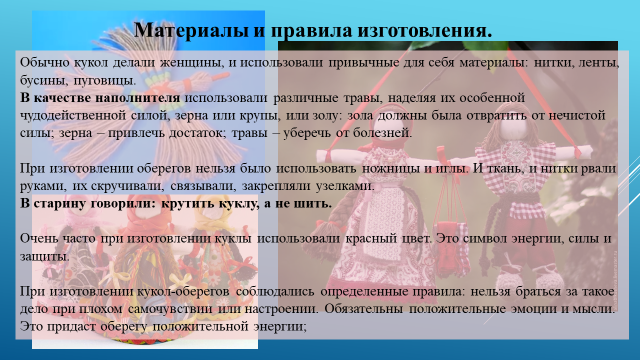 Материалы и правила изготовления.
Обычно кукол делали женщины, и использовали привычные для себя материалы: нитки, ленты,
бусины, пуговицы.
В качестве наполнителя использовали различные травы, наделяя их особенной
чудодейственной силой, зерна или крупы, или золу: зола должны была отвратить от нечистой
силы; зерна – привлечь достаток; травы – уберечь от болезней.
При изготовлении оберегов нельзя было использовать ножницы и иглы. И ткань, и нитки рвали
руками, их скручивали, связывали, закрепляли узелками.
В старину говорили: крутить куклу, а не шить.
Очень часто при изготовлении куклы использовали красный цвет. Это символ энергии, силы и
защиты.
При изготовлении кукол-оберегов соблюдались определенные правила: нельзя браться за такое
дело при плохом самочувствии или настроении. Обязательны положительные эмоции и мысли.
Это придаст оберегу положительной энергии;